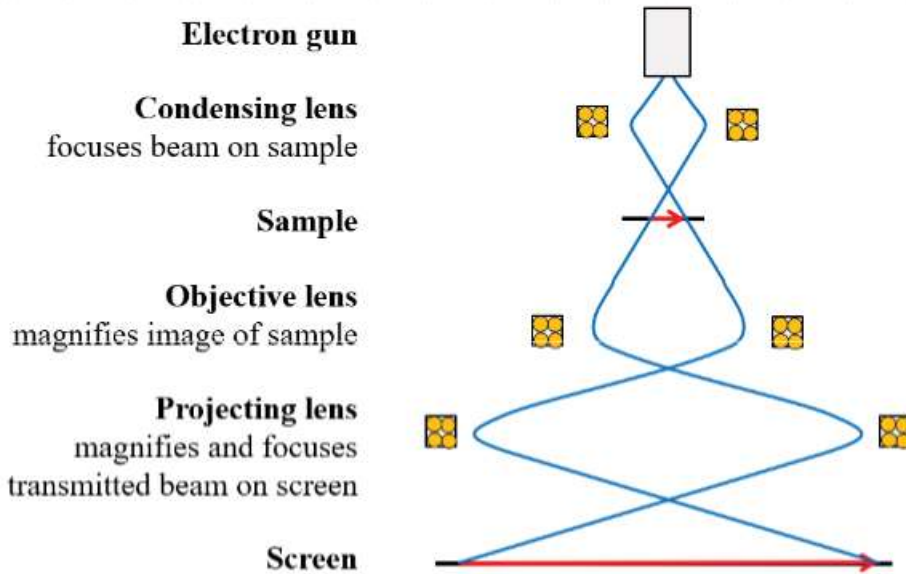 Electron gun
Condensing lens
focuses beam on sample
Sample
Objective lens
magnifies image of sample
Projecting lens
magnifies and focuses
transmitted beam on screen
Screen